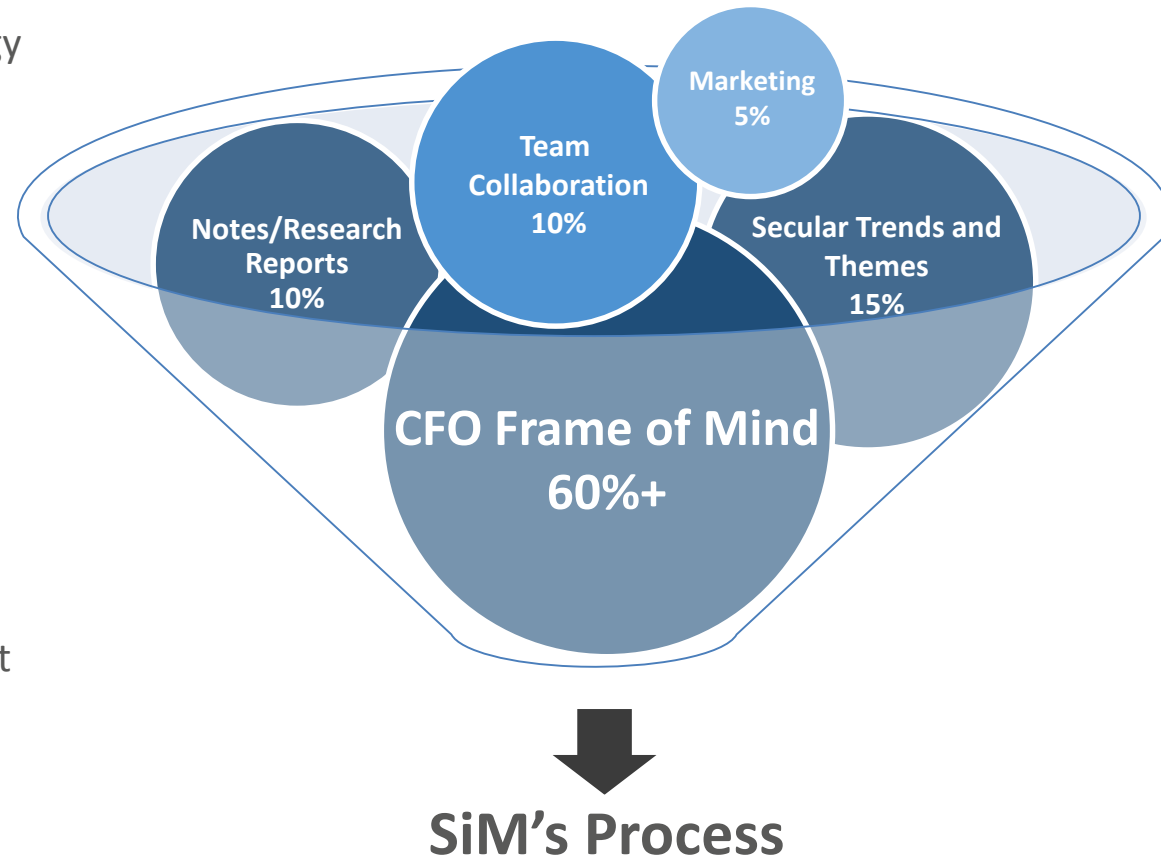 Marketing
5%
Team
Collaboration
10%
Notes/Research
Reports
10%
Secular Trends and
Themes
15%
CFO Frame of Mind
60%+
SiM's Process